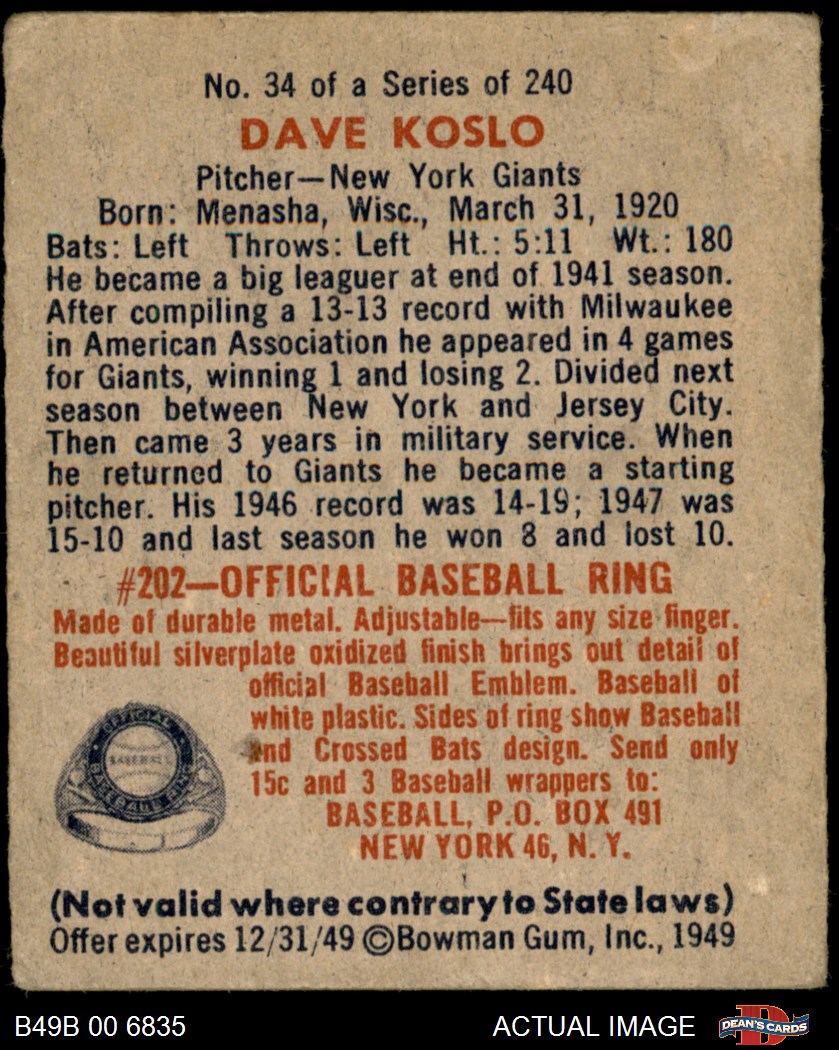 No. 34 of a Series of 240
DAVE KOSLO
Pitcher—New York Giants
Born: Menasha, Wisc., March 31, 1920
Bats: Left Throws: Left Ht.: 5:11 Wt.: 180
He became a big leaguer at end of 1941 season.
After compiling a 13-13 record with Milwaukee
in American Association he appeared in 4 games
for Giants, winning 1 and losing 2. Divided next
season between New York and Jersey City.
Then came 3 years in military service. When
he returned to Giants he became a starting
pitcher. His 1946 record was 14-19; 1947 was
15-10 and last season he won 8 and lost 10.
#202—OFFICIAL BASEBALL RING
Made of durable metal. Adjustable—fits any size finger.
Beautiful silverplate oxidized finish brings out detail of
official Baseball Emblem. Baseball of
white plastic. Sides of ring show Baseball
and Crossed Bats design. Send only
15c and 3 Baseball wrappers to:
BASEBALL, P.O. BOX 491
NEW YORK 46, N. Y.
OFFICIAL
BASEBALL
BASEBALL RING
(Not valid where contrary to State laws)
Offer expires 12/31/49 ©Bowman Gum, Inc., 1949
B49B 00 6835
ACTUAL IMAGE
DEAN'S CARDS